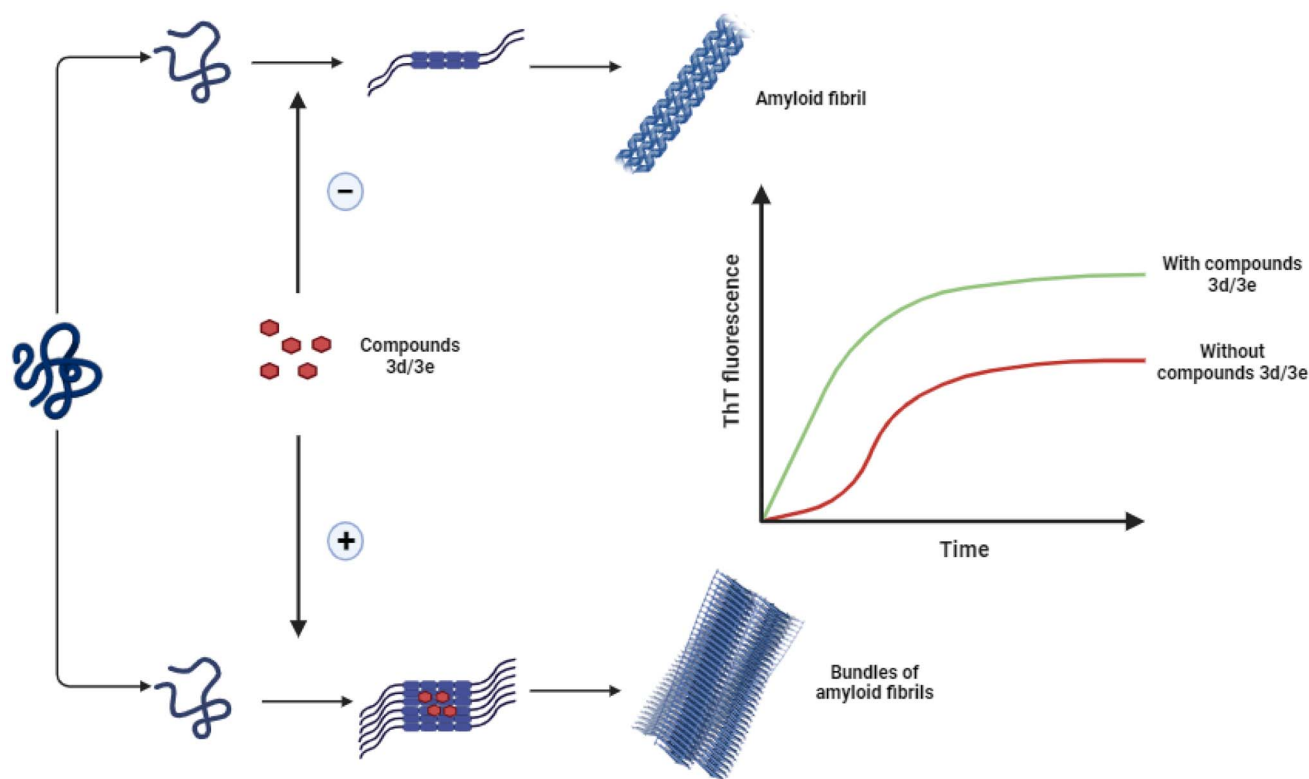 Amyloid fibril
−
Compounds
3d/3e
+
Bundles of
amyloid fibrils
ThT fluorescence
With compounds
3d/3e
Without
compounds 3d/3e
Time